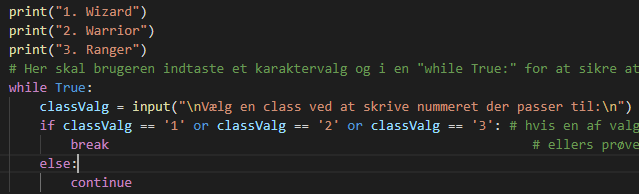 print("1. Wizard")
print("2. Warrior")
print("3. Ranger")
# Her skal brugeren indtaste et karaktervalg og i en "while True:" for at sikre at
while True:
    classValg = input("\nVælg en class ved at skrive nummeret der passer til:\n")
    if classValg == '1' or classValg == '2' or classValg == '3': # hvis en af valg
        break # ellers prøve
    else:
        continue